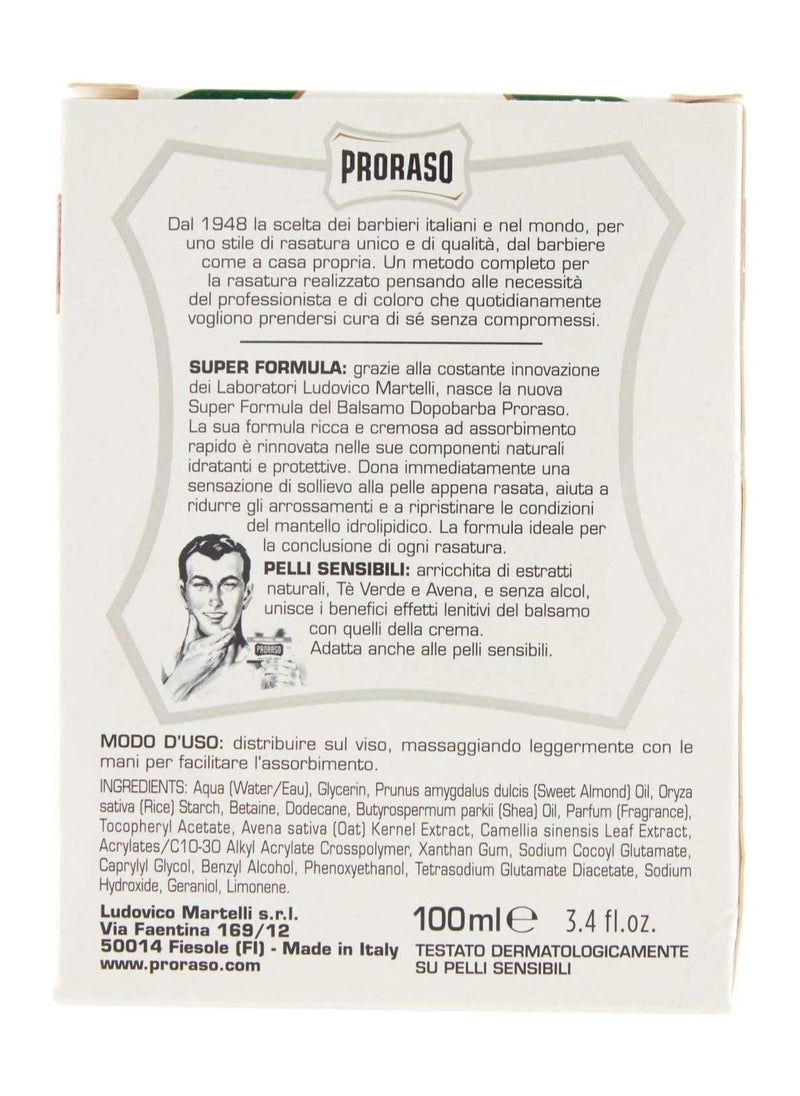 PRORASO
Dal 1948 la scelta dei barbieri italiani e nel mondo, per
uno stile di rasatura unico e di qualità, dal barbiere
come a casa propria. Un metodo completo per
la rasatura realizzato pensando alle necessità
del professionista e di coloro che quotidianamente
vogliono prendersi cura di sé senza compromessi.
SUPER FORMULA: grazie alla costante innovazione
dei Laboratori Ludovico Martelli, nasce la nuova
Super Formula del Balsamo Dopobarba Proraso.
La sua formula ricca e cremosa ad assorbimento
rapido è rinnovata nelle sue componenti naturali
idratanti e protettive. Dona immediatamente una
sensazione di sollievo alla pelle appena rasata, aiuta a
ridurre gli arrossamenti e a ripristinare le condizioni
del mantello idrolipidico. La formula ideale per
la conclusione di ogni rasatura.
PELLI SENSIBILI: arricchita di estratti
naturali, Tè Verde e Avena, e senza alcol,
unisce i benefici effetti lenitivi del balsamo
con quelli della crema.
PRORASO
Adatta anche alle pelli sensibili.
MODO D'USO: distribuire sul viso, massaggiando leggermente con le
mani per facilitare l'assorbimento.
INGREDIENTS: Aqua (Water/Eau), Glycerin, Prunus amygdalus dulcis (Sweet Almond) Oil, Oryza
sativa (Rice) Starch, Betaine, Dodecane, Butyrospermum parkii (Shea) Oil, Parfum (Fragrance),
Tocopheryl Acetate, Avena sativa (Oat) Kernel Extract, Camellia sinensis Leaf Extract,
Acrylates/C10-30 Alkyl Acrylate Crosspolymer, Xanthan Gum, Sodium Cocoyl Glutamate,
Caprylyl Glycol, Benzyl Alcohol, Phenoxyethanol, Tetrasodium Glutamate Diacetate, Sodium
Hydroxide, Geraniol, Limonene.
Ludovico Martelli s.r.l.
Via Faentina 169/12
50014 Fiesole (FI) - Made in Italy
www.proraso.com
100ml℮ 3.4 fl.oz.
TESTATO DERMATOLOGICAMENTE
SU PELLI SENSIBILI